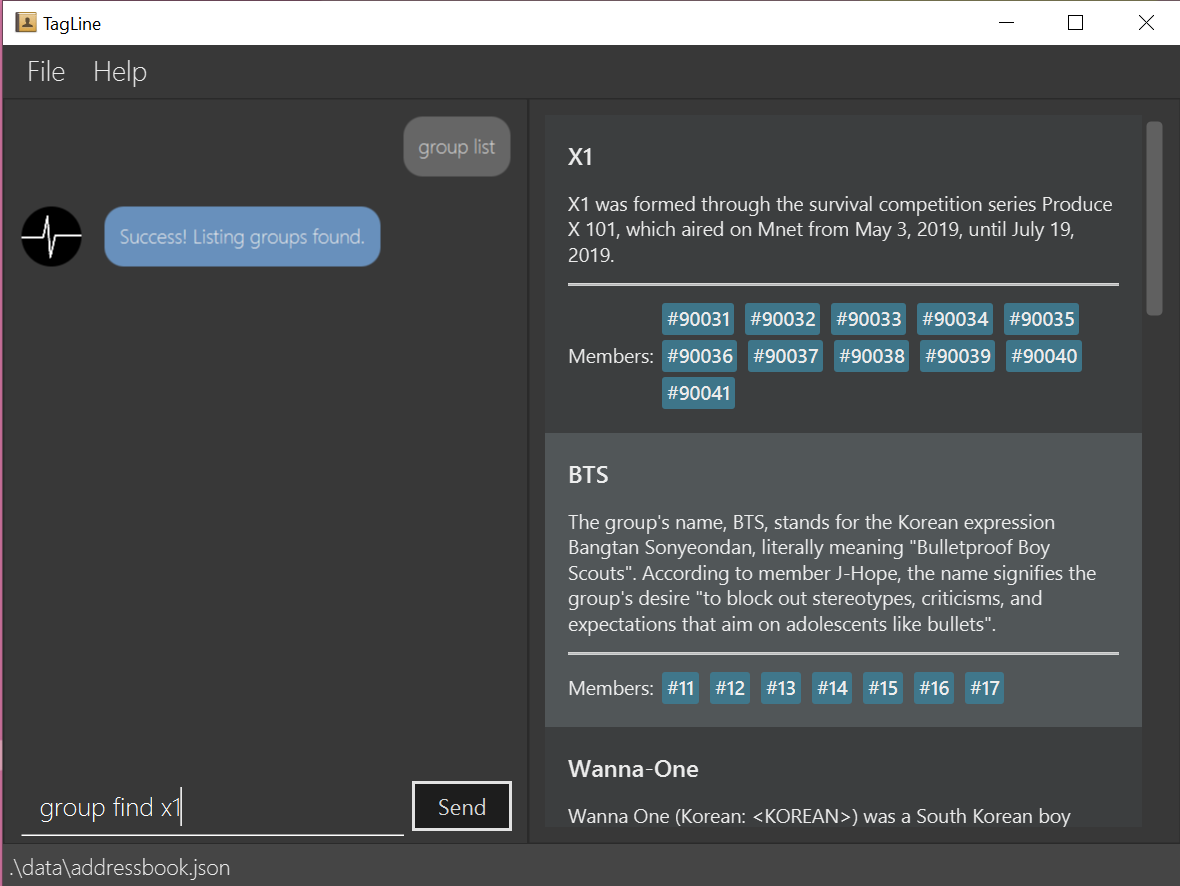 TagLine
File Help
group list
Success! Listing groups found.
group find x1
Send
X1
X1 was formed through the survival competition series Produce
X 101, which aired on Mnet from May 3, 2019, until July 19,
2019.
#90031 #90032 #90033 #90034 #90035
Members: #90036 #90037 #90038 #90039 #90040
#90041
BTS
The group's name, BTS, stands for the Korean expression
Bangtan Sonyeondan, literally meaning "Bulletproof Boy
Scouts". According to member J-Hope, the name signifies the
group's desire "to block out stereotypes, criticisms, and
expectations that aim on adolescents like bullets".
Members: #11 #12 #13 #14 #15 #16 #17
Wanna-One
Wanna One (Korean: <KOREAN>) was a South Korean boy
.\data\addressbook.json